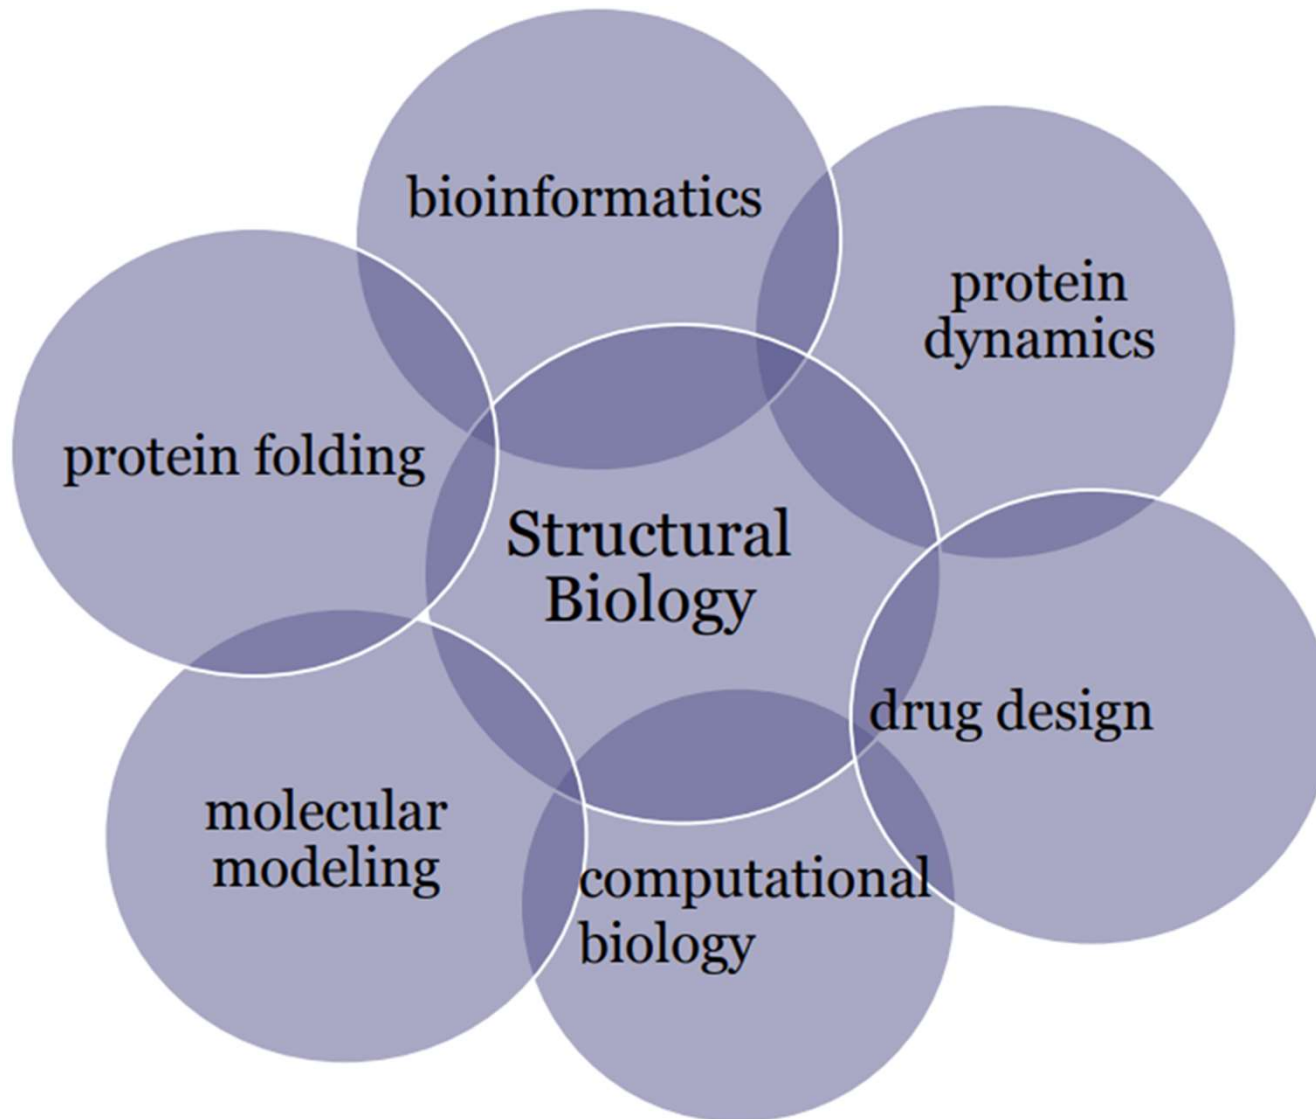 bioinformatics
protein
dynamics
protein folding
Structural
Biology
drug design
molecular
modeling
computational
biology